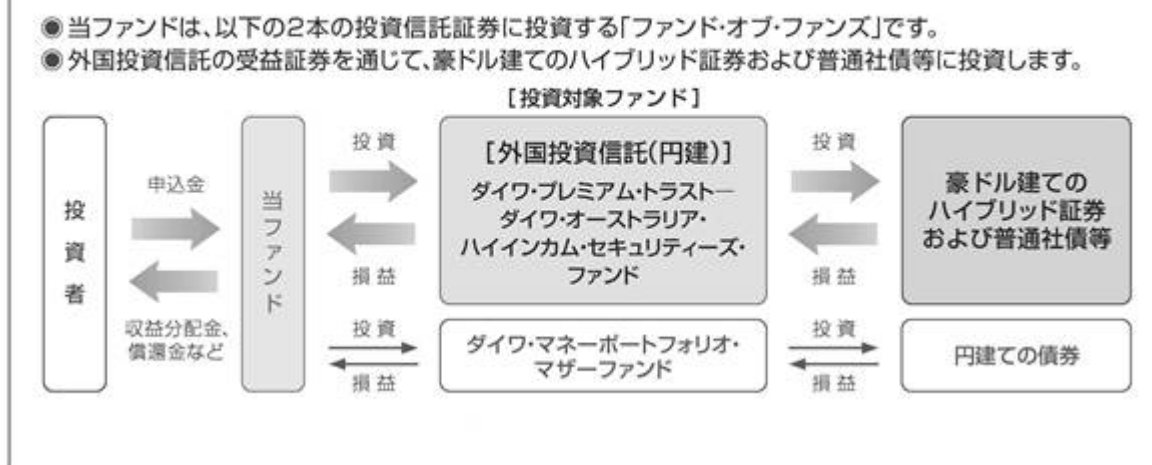 ◉当ファンドは、以下の2本の投資信託証券に投資する「ファンド・オブ・ファンズ」です。
◉外国投資信託の受益証券を通じて、豪ドル建てのハイブリッド証券および普通社債等に投資します。
[投資対象ファンド]
投資者
申込金
収益分配金、
償還金など
当ファンド
投資
損益
投資
損益
[外国投資信託(円建)]
ダイワ・プレミアム・トラスト―
ダイワ・オーストラリア・
ハイインカム・セキュリティーズ・
ファンド
ダイワ・マネーポートフォリオ・
マザーファンド
投資
損益
投資
損益
豪ドル建ての
ハイブリッド証券
および普通社債等
円建ての債券